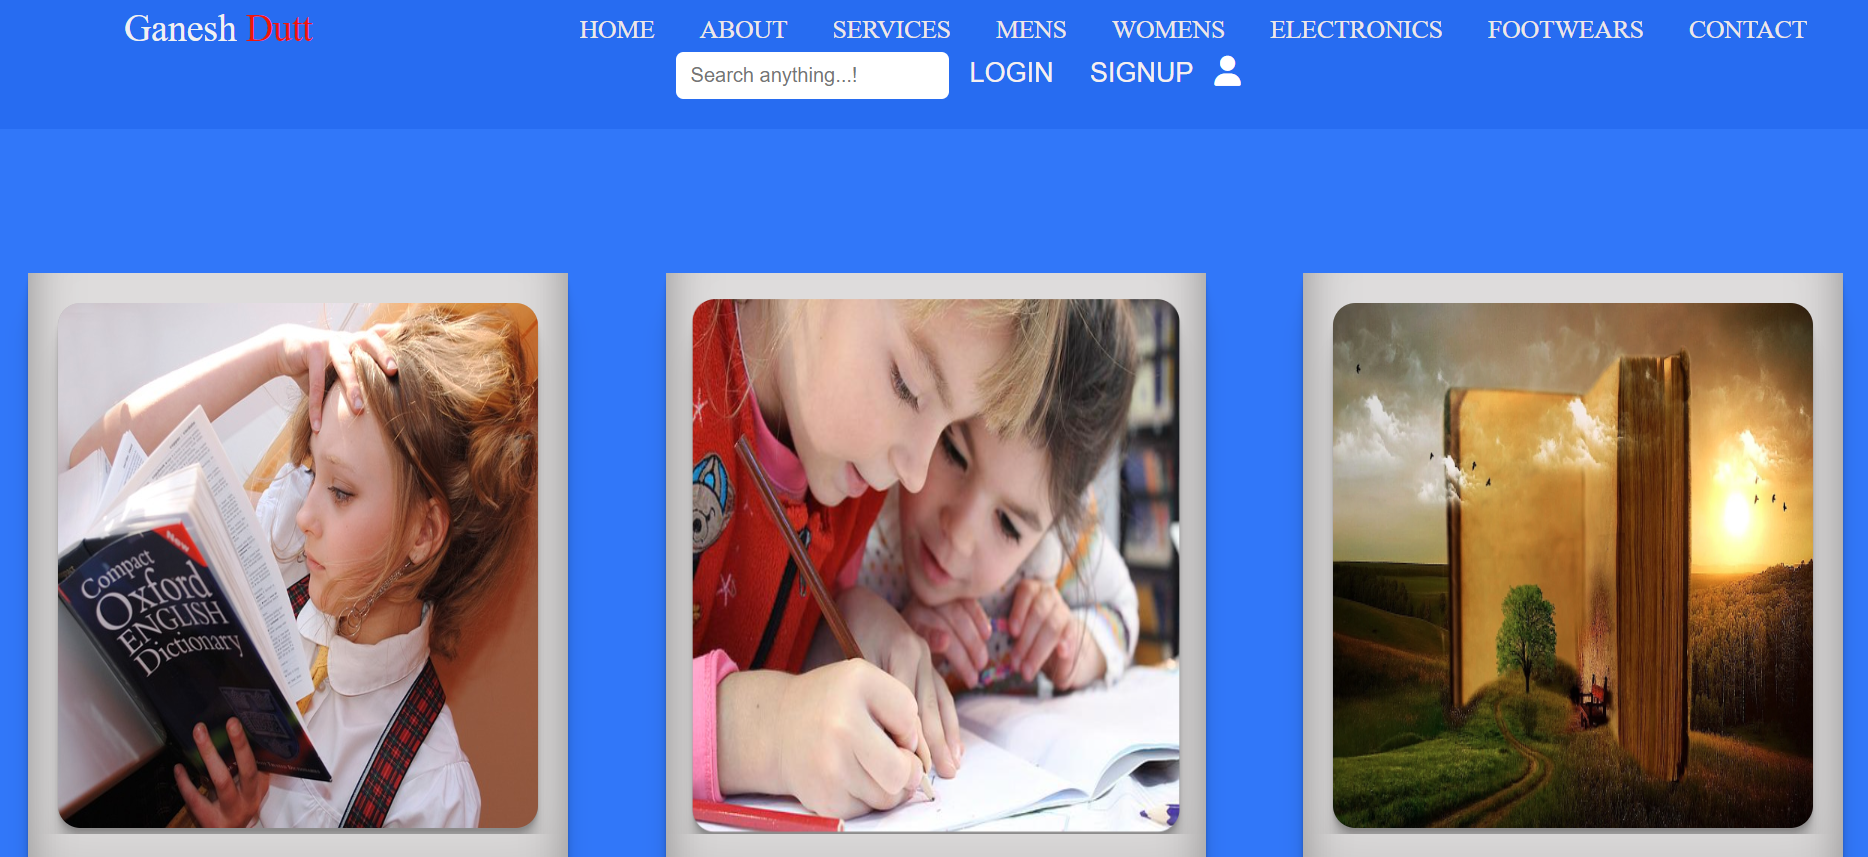 Ganesh Dutt
HOME ABOUT SERVICES MENS WOMENS ELECTRONICS FOOTWEARS CONTACT
Search anything...! LOGIN SIGNUP
New
Compact
Oxford
ENGLISH
Dictionary